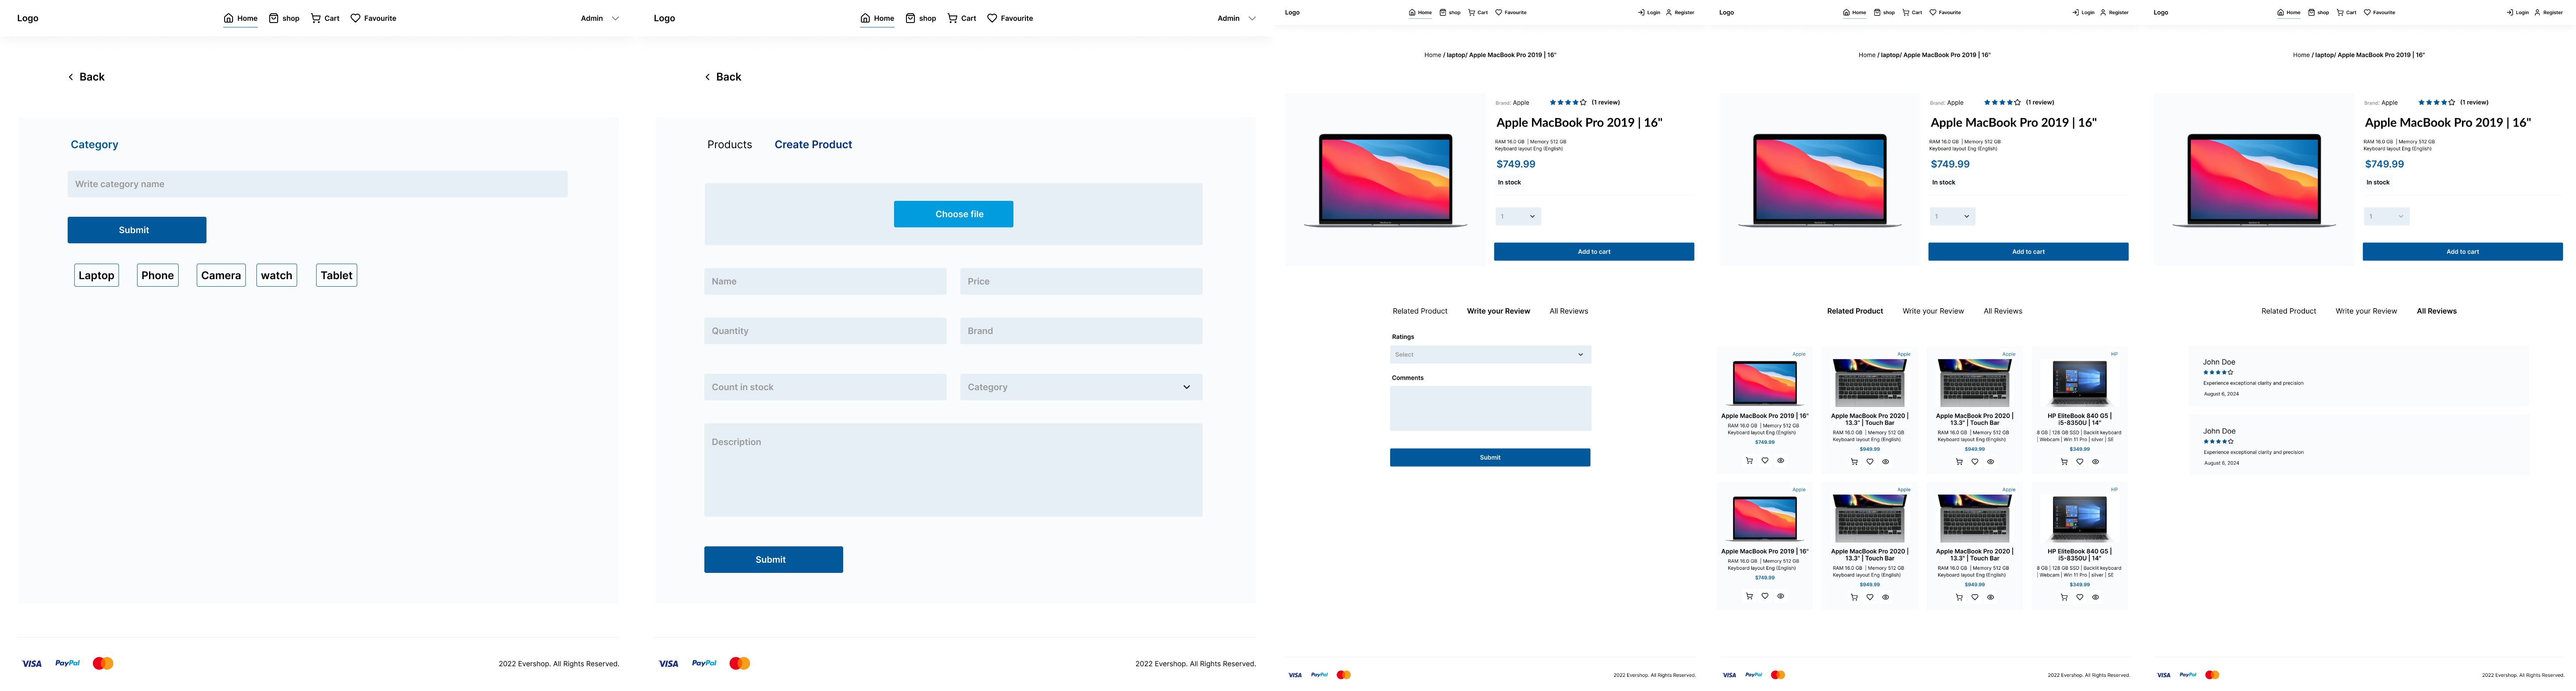 Logo
Home
shop
Cart
Favourite
Admin
Back
Category
Write category name
Submit
Laptop
Phone
Camera
watch
Tablet
VISA
PayPal
2022 Evershop. All Rights Reserved.
Logo
Home
shop
Cart
Favourite
Admin
Back
Products
Create Product
Choose file
Name
Price
Quantity
Brand
Count in stock
Category
Description
Submit
VISA
PayPal
2022 Evershop. All Rights Reserved.
Logo
Home
shop
Cart
Favourite
Login
Register
Home / laptop/ Apple MacBook Pro 2019 | 16"
Brand: Apple
(1 review)
Apple MacBook Pro 2019 | 16"
RAM 16.0 GB | Memory 512 GB
Keyboard layout Eng (English)
$749.99
In stock
1
Add to cart
Related Product
Write your Review
All Reviews
Ratings
Select
Comments
Submit
VISA
PayPal
2022 Evershop. All Rights Reserved.
Logo
Home
shop
Cart
Favourite
Login
Register
Home / laptop/ Apple MacBook Pro 2019 | 16"
Brand: Apple
(1 review)
Apple MacBook Pro 2019 | 16"
RAM 16.0 GB | Memory 512 GB
Keyboard layout Eng (English)
$749.99
In stock
1
Add to cart
Related Product
Write your Review
All Reviews
Apple
Apple MacBook Pro 2019 | 16"
RAM 16.0 GB | Memory 512 GB
Keyboard layout Eng (English)
$749.99
Apple
Apple MacBook Pro 2020 |
13.3" | Touch Bar
RAM 16.0 GB | Memory 512 GB
Keyboard layout Eng (English)
$949.99
Apple
Apple MacBook Pro 2020 |
13.3" | Touch Bar
RAM 16.0 GB | Memory 512 GB
Keyboard layout Eng (English)
$949.99
HP
HP EliteBook 840 G5 |
i5-8350U | 14"
8 GB | 128 GB SSD | Backlit keyboard
| Webcam | Win 11 Pro | silver | SE
$349.99
Apple
Apple MacBook Pro 2019 | 16"
RAM 16.0 GB | Memory 512 GB
Keyboard layout Eng (English)
$749.99
Apple
Apple MacBook Pro 2020 |
13.3" | Touch Bar
RAM 16.0 GB | Memory 512 GB
Keyboard layout Eng (English)
$949.99
Apple
Apple MacBook Pro 2020 |
13.3" | Touch Bar
RAM 16.0 GB | Memory 512 GB
Keyboard layout Eng (English)
$949.99
HP
HP EliteBook 840 G5 |
i5-8350U | 14"
8 GB | 128 GB SSD | Backlit keyboard
| Webcam | Win 11 Pro | silver | SE
$349.99
VISA
PayPal
2022 Evershop. All Rights Reserved.
Logo
Home
shop
Cart
Favourite
Login
Register
Home / laptop/ Apple MacBook Pro 2019 | 16"
Brand: Apple
(1 review)
Apple MacBook Pro 2019 | 16"
RAM 16.0 GB | Memory 512 GB
Keyboard layout Eng (English)
$749.99
In stock
1
Add to cart
Related Product
Write your Review
All Reviews
John Doe
Experience exceptional clarity and precision
August 6, 2024
John Doe
Experience exceptional clarity and precision
August 6, 2024
VISA
PayPal
2022 Evershop. All Rights Reserved.